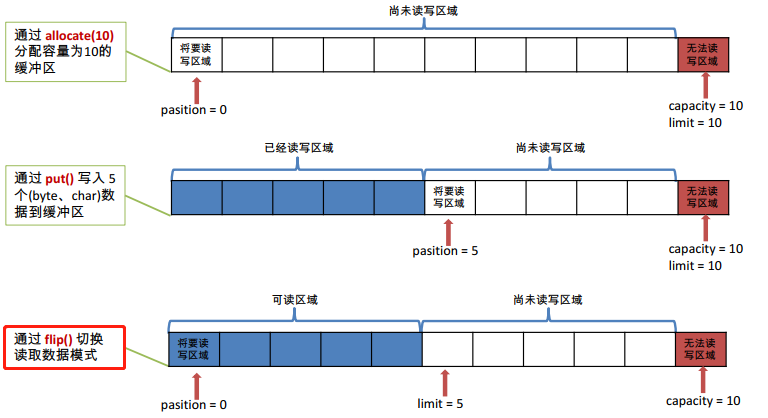 尚未读写区域
通过 allocate(10)
分配容量为10的
缓冲区
将要读
写区域
无法读
写区域
pasition = 0
capacity = 10
limit = 10
已经读写区域
尚未读写区域
通过 put() 写入 5
个(byte、char)数
据到缓冲区
将要读
写区域
无法读
写区域
pasition = 5
capacity = 10
limit = 10
可读区域
尚未读写区域
通过 flip() 切换
读取数据模式
将要读
写区域
无法读
写区域
pasition = 0
limit = 5
capacity = 10